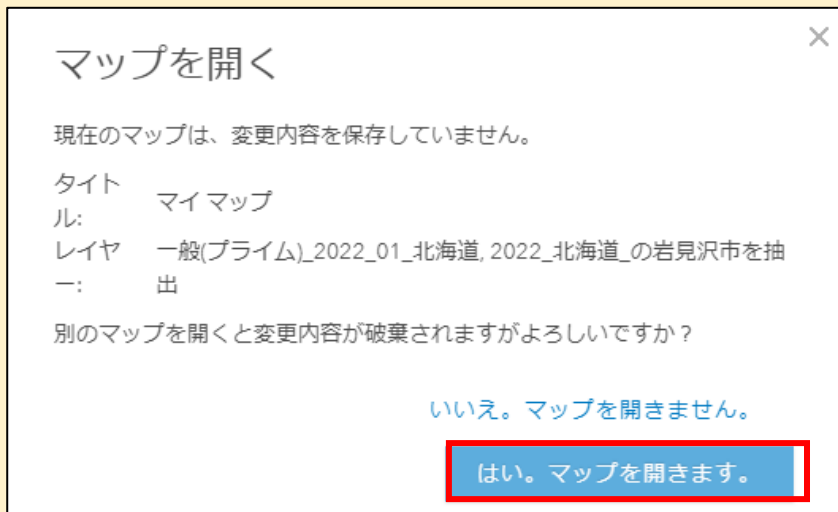 マップを開く
現在のマップは、変更内容を保存していません。
タイト
ル:
マイ マップ
レイヤ
ー:
一般(プライム)_2022_01_北海道, 2022_北海道_の岩見沢市を抽
出
別のマップを開くと変更内容が破棄されますがよろしいですか？
いいえ。マップを開きません。
はい。マップを開きます。